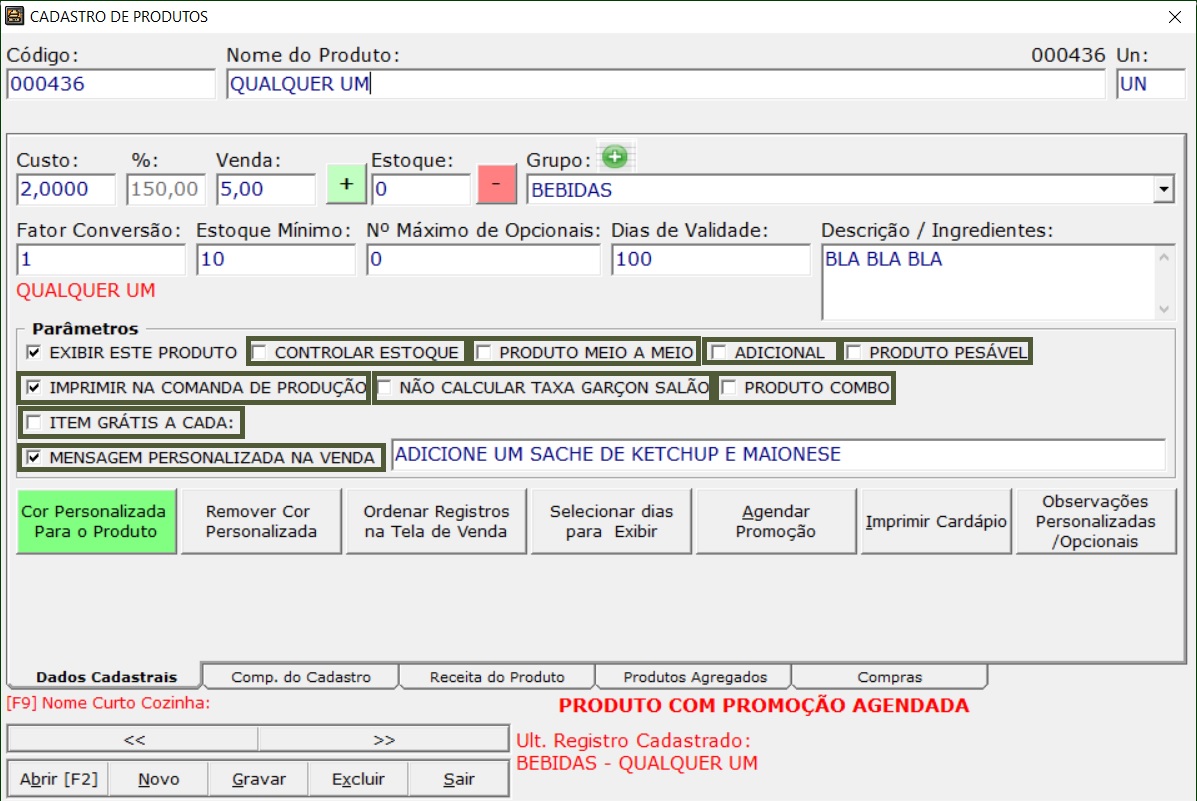 CADASTRO DE PRODUTOS
Código: Nome do Produto: 000436 Un:
000436 QUALQUER UM UN
Custo: %: Venda: + Estoque: - Grupo:
2,0000 150,00 5,00 0 BEBIDAS
Fator Conversão: Estoque Mínimo: Nº Máximo de Opcionais: Dias de Validade: Descrição / Ingredientes:
1 10 0 100 BLA BLA BLA
QUALQUER UM
Parâmetros
EXIBIR ESTE PRODUTO CONTROLAR ESTOQUE PRODUTO MEIO A MEIO ADICIONAL PRODUTO PESÁVEL
IMPRIMIR NA COMANDA DE PRODUÇÃO NÃO CALCULAR TAXA GARÇON SALÃO PRODUTO COMBO
ITEM GRÁTIS A CADA:
MENSAGEM PERSONALIZADA NA VENDA ADICIONE UM SACHE DE KETCHUP E MAIONESE
Cor Personalizada
Para o Produto
Remover Cor
Personalizada
Ordenar Registros
na Tela de Venda
Selecionar dias
para Exibir
Agendar
Promoção
Imprimir Cardápio
Observações
Personalizadas
/Opcionais
Dados Cadastrais Comp. do Cadastro Receita do Produto Produtos Agregados Compras
[F9] Nome Curto Cozinha: PRODUTO COM PROMOÇÃO AGENDADA
<< >>
Ult. Registro Cadastrado:
BEBIDAS - QUALQUER UM
Abrir [F2] Novo Gravar Excluir Sair